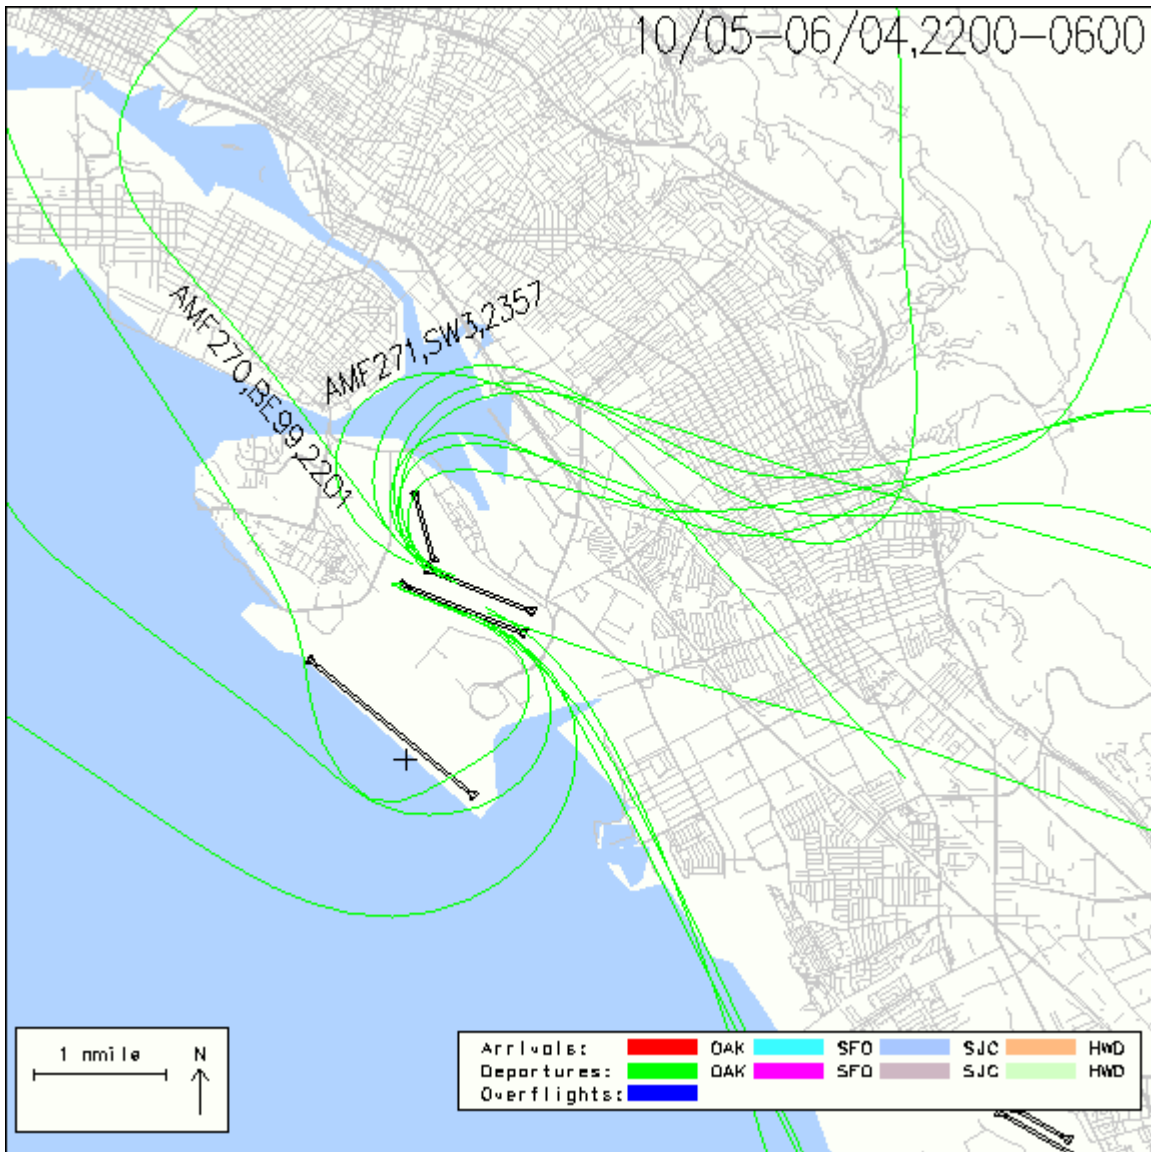 10/05-06/04,2200-0600
AMF270,BE99,2201
AMF271,SW3,2357
1 nmile N
Arrivals: OAK SFO SJC HWD
Departures: OAK SFO SJC HWD
Overflights: